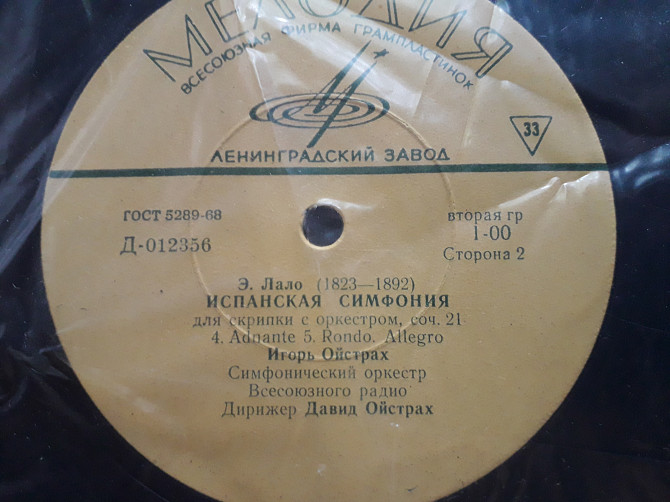 МЕЛОДИЯ
ВСЕСОЮЗНАЯ ФИРМА ГРАМПЛАСТИНОК
33
ЛЕНИНГРАДСКИЙ ЗАВОД
ГОСТ 5289-68
вторая гр
Д-012356
1-00
Сторона 2
Э. Лало (1823—1892)
ИСПАНСКАЯ СИМФОНИЯ
для скрипки с оркестром, соч. 21
4. Adnante 5. Rondo. Allegro
Игорь Ойстрах
Симфонический оркестр
Всесоюзного радио
Дирижер Давид Ойстрах